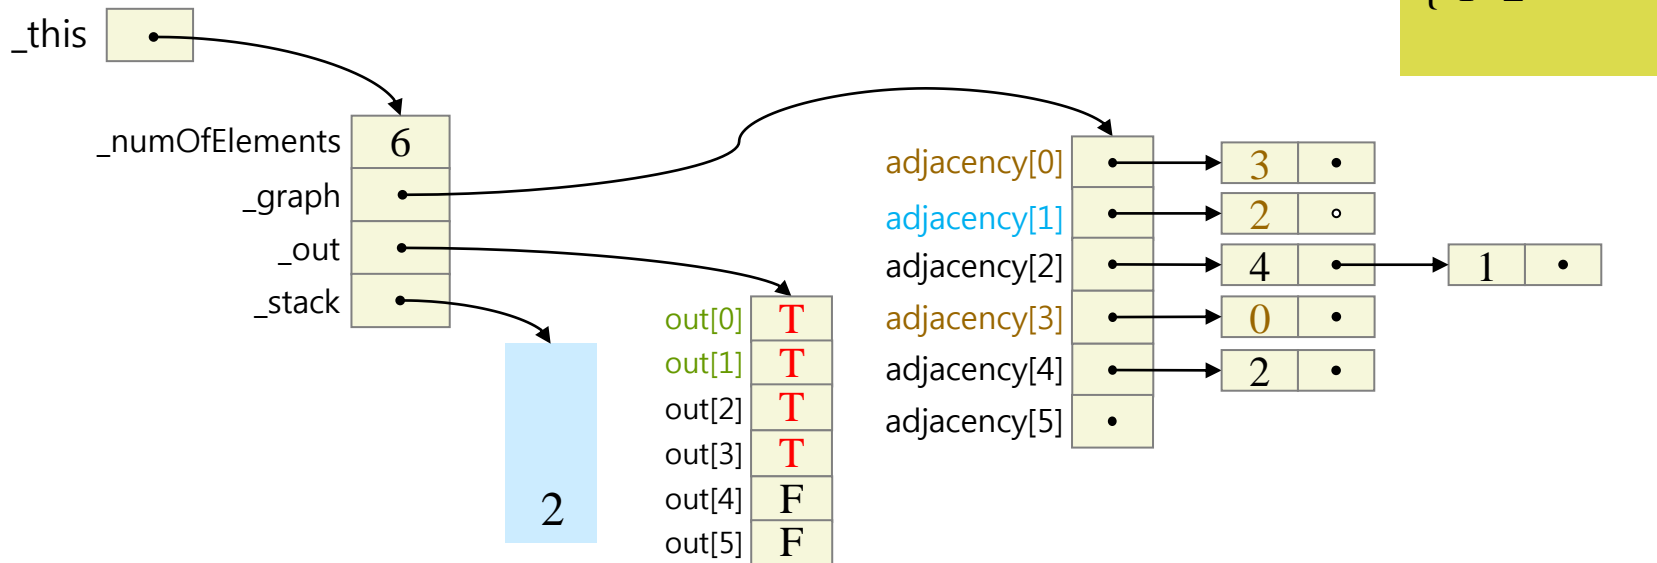 _this
_numOfElements 6
_graph
_out
_stack
2
out[0] T
out[1] T
out[2] T
out[3] T
out[4] F
out[5] F
adjacency[0] 3
adjacency[1] 2
adjacency[2] 4 1
adjacency[3] 0
adjacency[4] 2
adjacency[5]